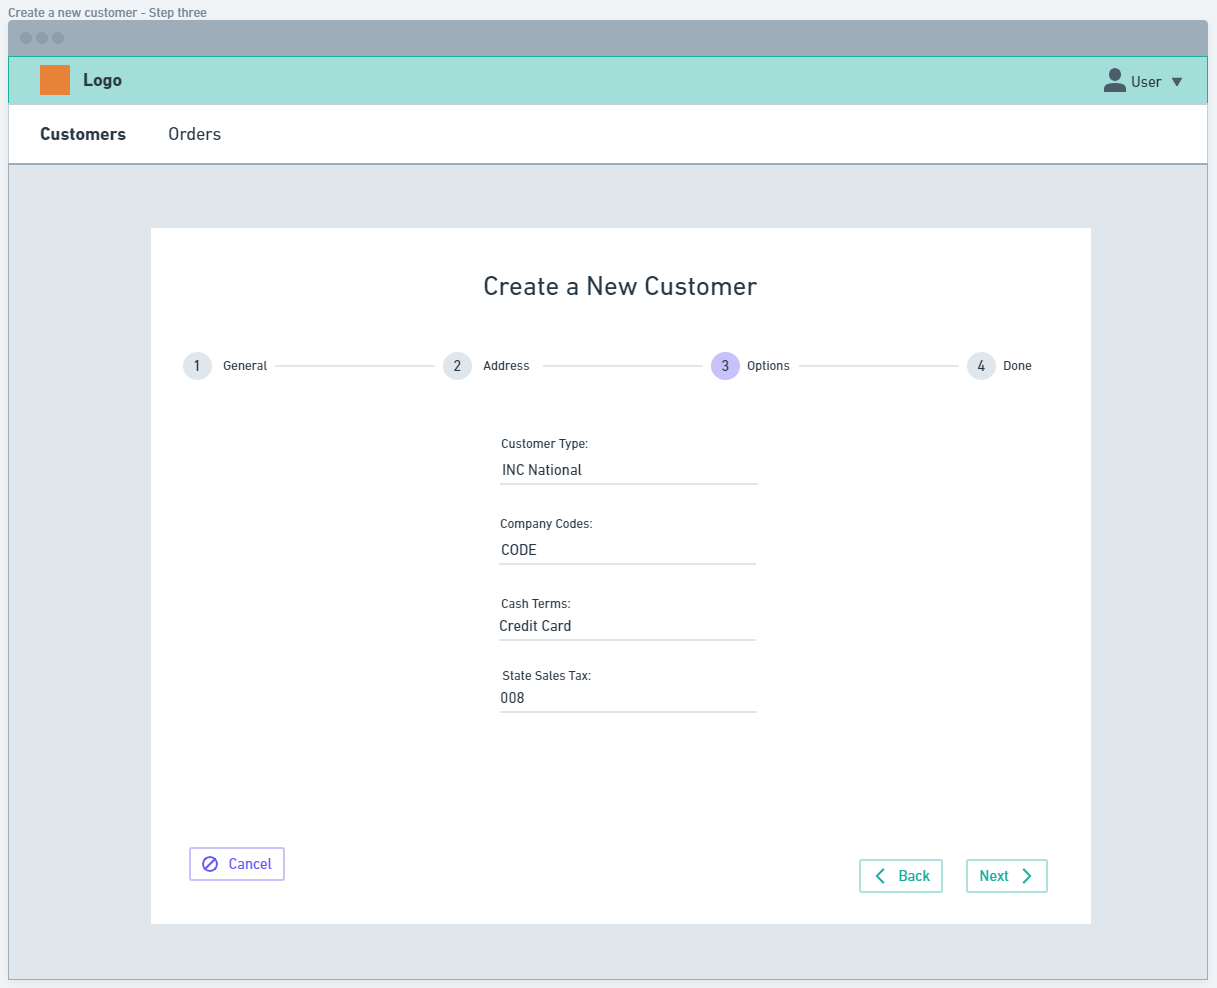 Create a new customer - Step three
Logo
User
Customers Orders
Create a New Customer
1 General 2 Address 3 Options 4 Done
Customer Type:
INC National
Company Codes:
CODE
Cash Terms:
Credit Card
State Sales Tax:
008
Cancel
Back Next